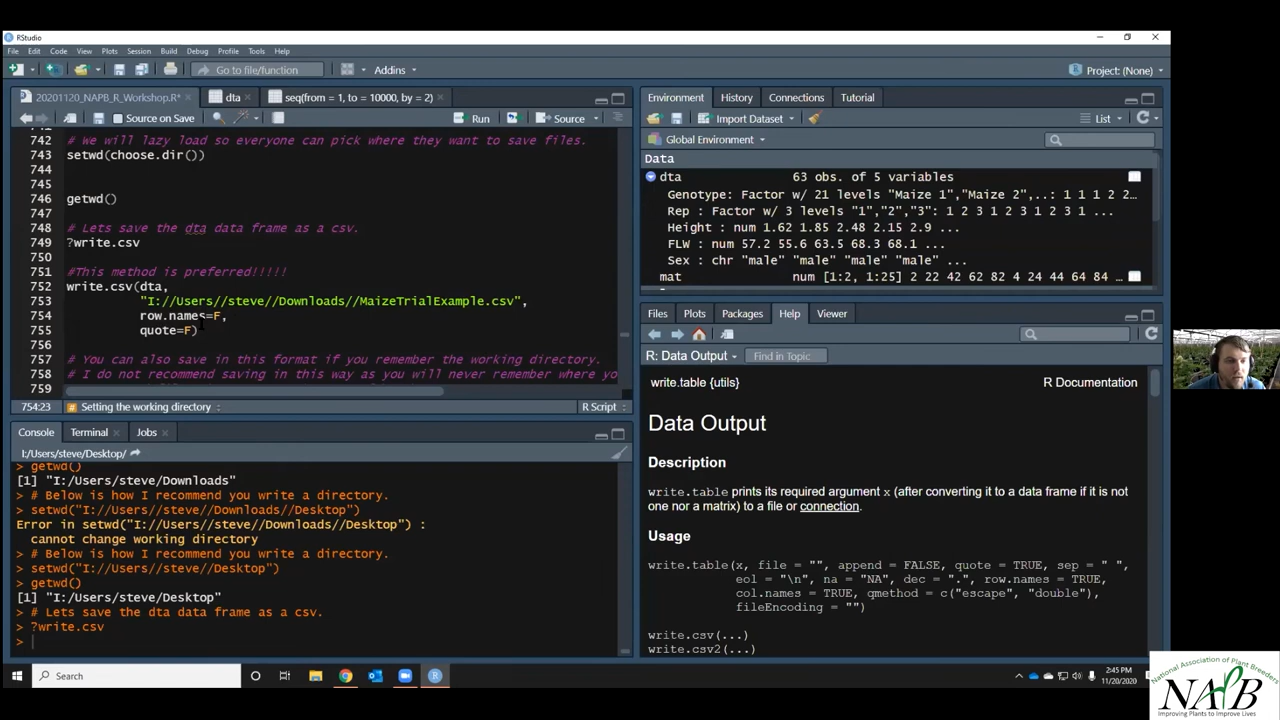 RStudio
File Edit Code View Plots Session Build Debug Profile Tools Help
Go to file/function Addins Project: (None)
20201120_NAPB_R_Workshop.R* dta seq(from = 1, to = 10000, by = 2)
Source on Save Run Source
742 # We will lazy load so everyone can pick where they want to save files.
743 setwd(choose.dir())
744
745
746 getwd()
747
748 # Lets save the dta data frame as a csv.
749 ?write.csv
750
751 #This method is preferred!!!!!
752 write.csv(dta,
753 "I://Users//steve//Downloads//MaizeTrialExample.csv",
754 row.names=F,
755 quote=F)
756
757 # You can also save in this format if you remember the working directory.
758 # I do not recommend saving in this way as you will never remember where yo
759
754:23 # Setting the working directory : R Script
Console Terminal Jobs
I:/Users/steve/Desktop/
> getwd()
[1] "I:/Users/steve/Downloads"
> # Below is how I recommend you write a directory.
> setwd("I://Users//steve//Downloads//Desktop")
Error in setwd("I://Users//steve//Downloads//Desktop") :
cannot change working directory
> # Below is how I recommend you write a directory.
> setwd("I://Users//steve//Desktop")
> getwd()
[1] "I:/Users/steve/Desktop"
> # Lets save the dta data frame as a csv.
> ?write.csv
>
Environment History Connections Tutorial
Import Dataset List
Global Environment
Data
dta 63 obs. of 5 variables
Genotype: Factor w/ 21 levels "Maize 1","Maize 2",..: 1 1 1 2 2…
Rep : Factor w/ 3 levels "1","2","3": 1 2 3 1 2 3 1 2 3 1 ...
Height : num 57.62 1.85 2.48 2.15 2.9 ...
FLW : num 57.2 55.6 63.5 68.3 68.1 ...
Sex : chr "male" "male" "male" "male" ...
mat num [1:2, 1:25] 2 22 42 62 82 4 24 44 64 84 …
Files Plots Packages Help Viewer
R: Data Output Find in Topic
write.table {utils} R Documentation
Data Output
Description
write.table prints its required argument x (after converting it to a data frame if it is not
one nor a matrix) to a file or connection.
Usage
write.table(x, file = "", append = FALSE, quote = TRUE, sep = " ",
eol = "\n", na = "NA", dec = ".", row.names = TRUE,
col.names = TRUE, qmethod = c("escape", "double"),
fileEncoding = "")
write.csv(...)
write.csv2(...)
Search
2:45 PM
11/20/2020
National Association of Plant Breeders
NAPB
Improving Plants to Improve Lives